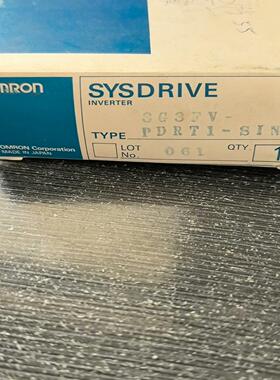 OMRON
SYSDRIVE
INVERTER
TYPE 3G3FV-
PDRT1-SIN
LOT No. 061 QTY. 1
OMRON Corporation
MADE IN JAPAN